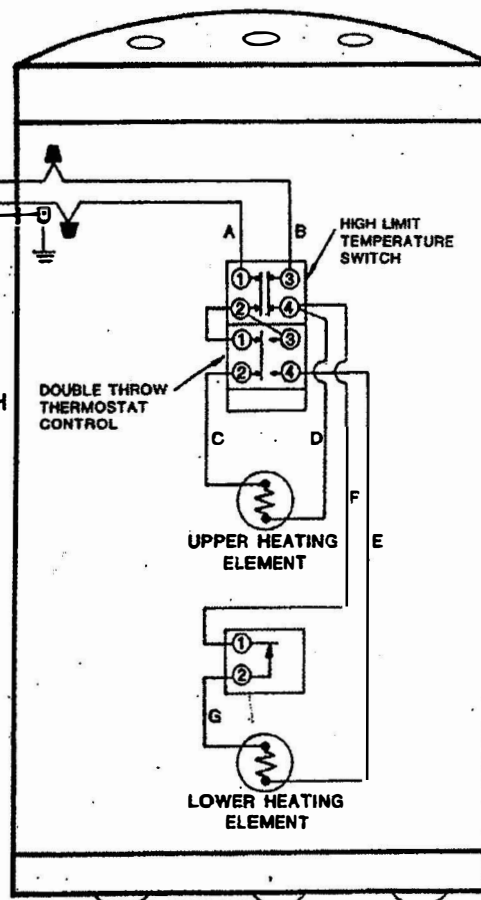 A
B
HIGH LIMIT
TEMPERATURE
SWITCH
1
3
2
4
1
3
2
4
DOUBLE THROW
THERMOSTAT
CONTROL
H
C
D
F
E
UPPER HEATING
ELEMENT
1
2
G
LOWER HEATING
ELEMENT